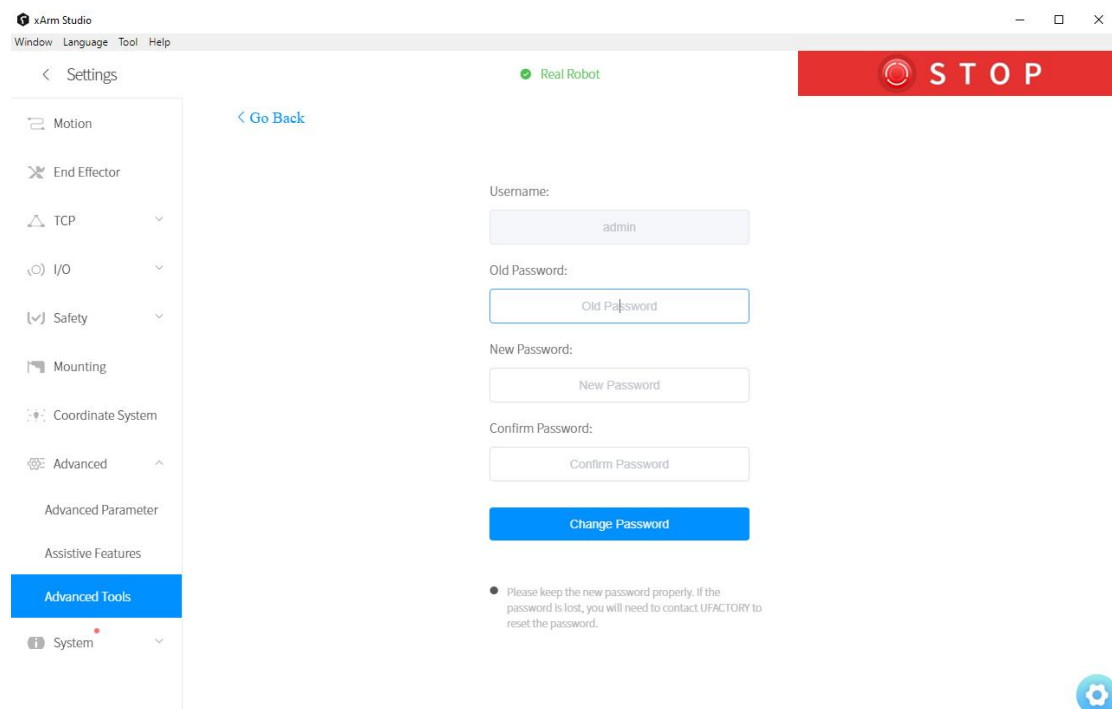 xArm Studio
Window Language Tool Help
Settings
Real Robot
STOP
Motion
End Effector
TCP
I/O
Safety
Mounting
Coordinate System
Advanced
Advanced Parameter
Assistive Features
Advanced Tools
System
Go Back
Username:
admin
Old Password:
Old Password
New Password:
New Password
Confirm Password:
Confirm Password
Change Password
Please keep the new password properly. If the
password is lost, you will need to contact UFACTORY to
reset the password.